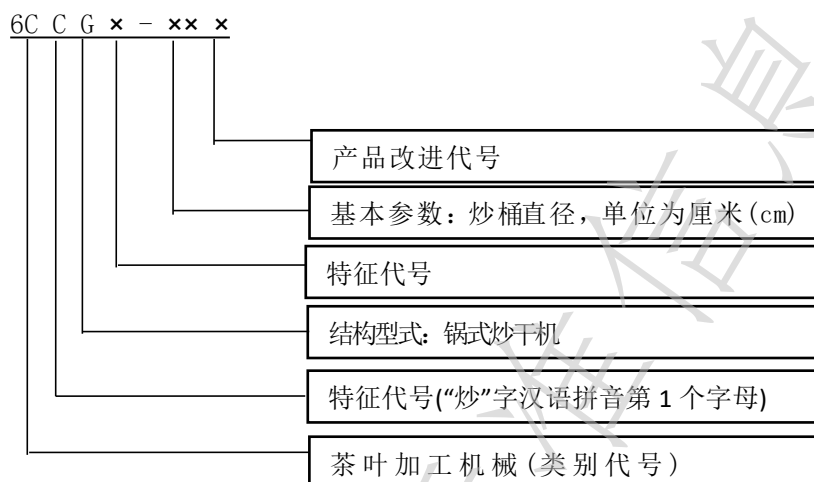 6C C G × - ×× ×
产品改进代号
基本参数：炒桶直径，单位为厘米(cm)
特征代号
结构型式：锅式炒干机
特征代号(“炒”字汉语拼音第 1 个字母)
茶叶加工机械(类别代号)
准信息